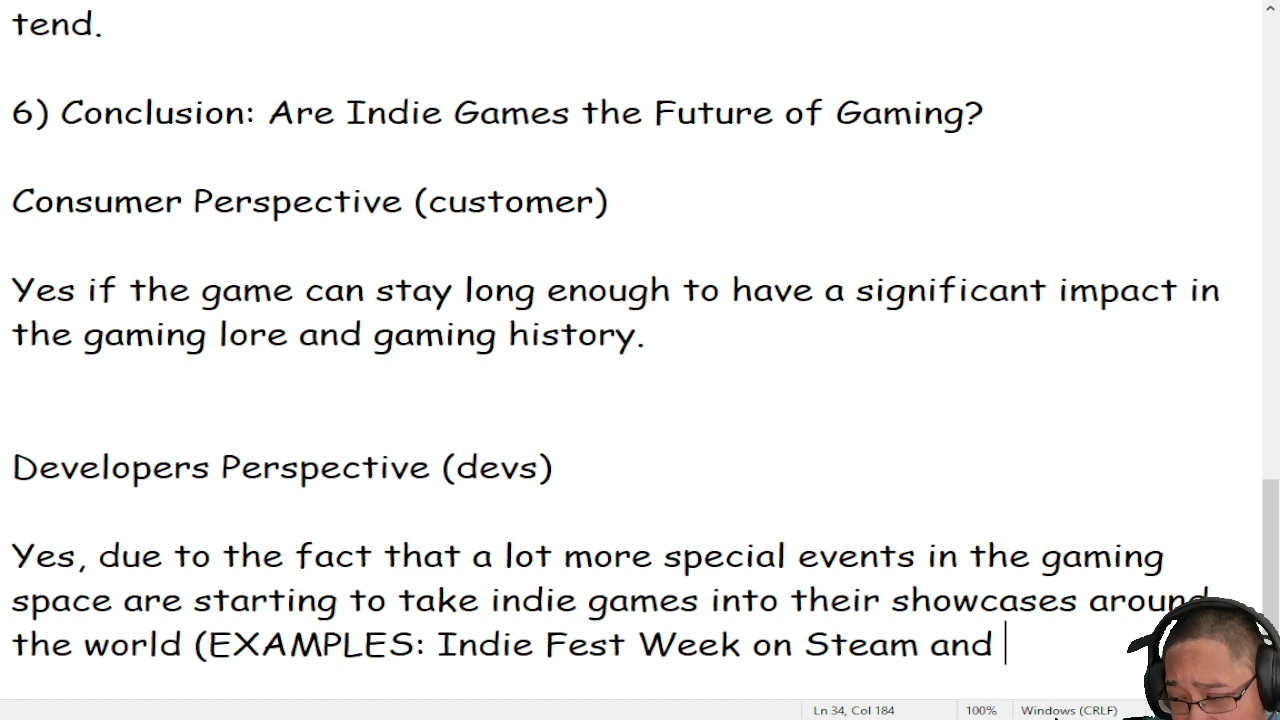 tend.
6) Conclusion: Are Indie Games the Future of Gaming?
Consumer Perspective (customer)
Yes if the game can stay long enough to have a significant impact in
the gaming lore and gaming history.
Developers Perspective (devs)
Yes, due to the fact that a lot more special events in the gaming
space are starting to take indie games into their showcases around
the world (EXAMPLES: Indie Fest Week on Steam and
Ln 34, Col 184
100%
Windows (CRLF)